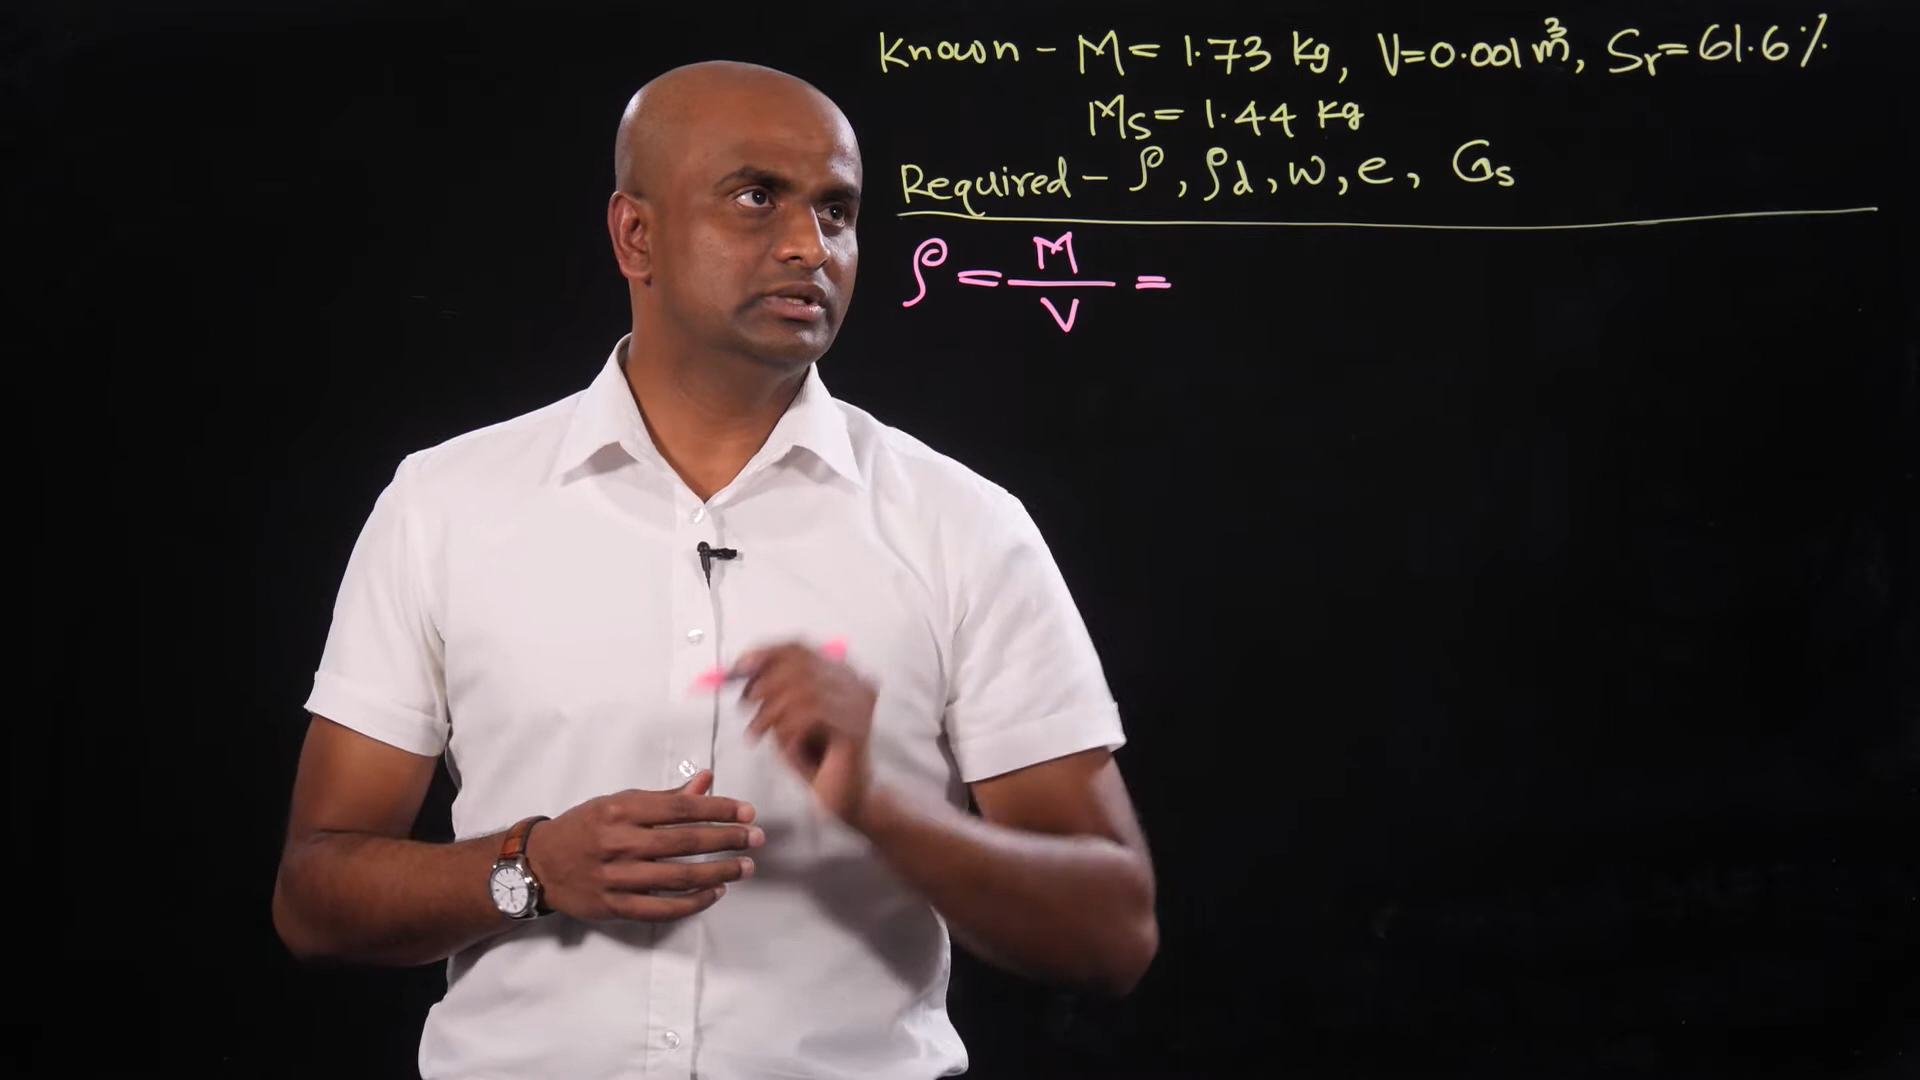 Known - M = 1.73 kg, V=0.001 m³, Sr=61.6%
Ms = 1.44 kg
Required - ρ, ρd, w, e, Gs
ρ = M/V =